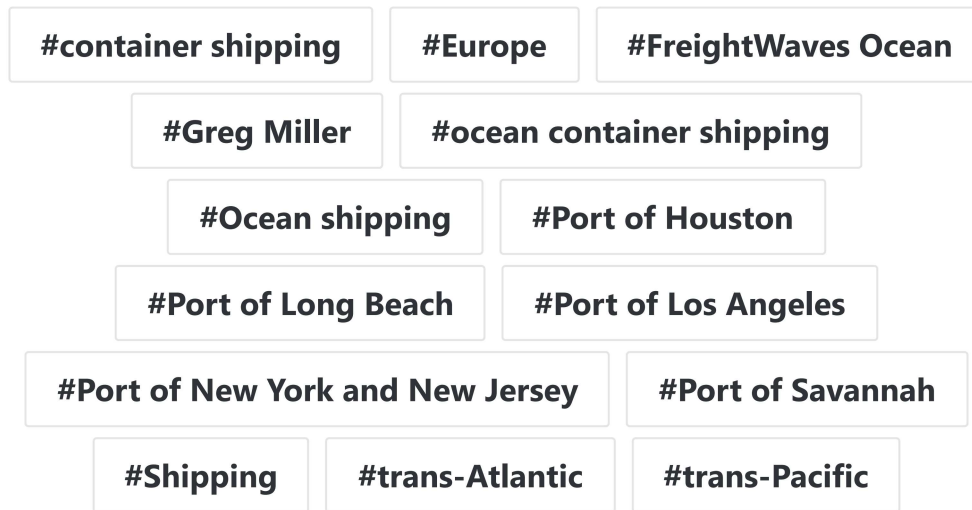 #container shipping #Europe #FreightWaves Ocean
#Greg Miller #ocean container shipping
#Ocean shipping #Port of Houston
#Port of Long Beach #Port of Los Angeles
#Port of New York and New Jersey #Port of Savannah
#Shipping #trans-Atlantic #trans-Pacific